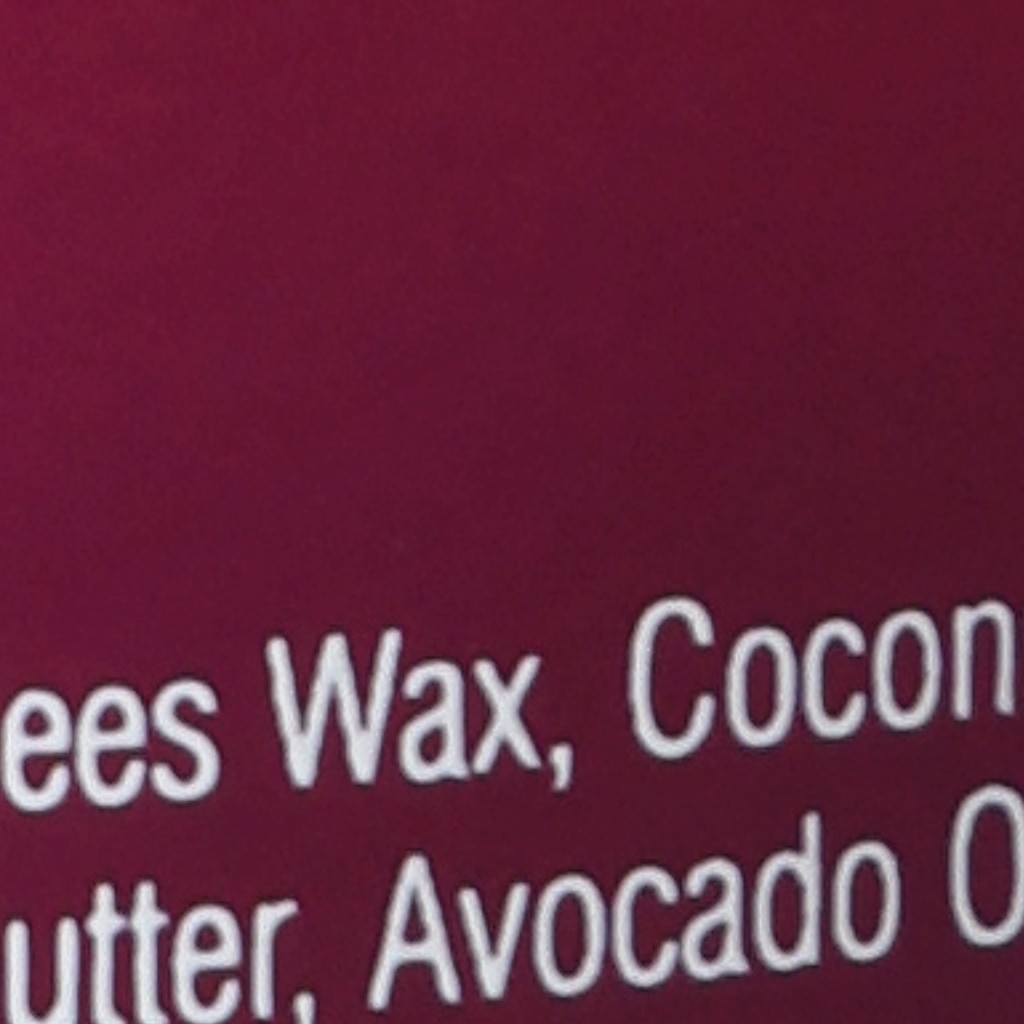 ees Wax, Cocon
utter, Avocado O